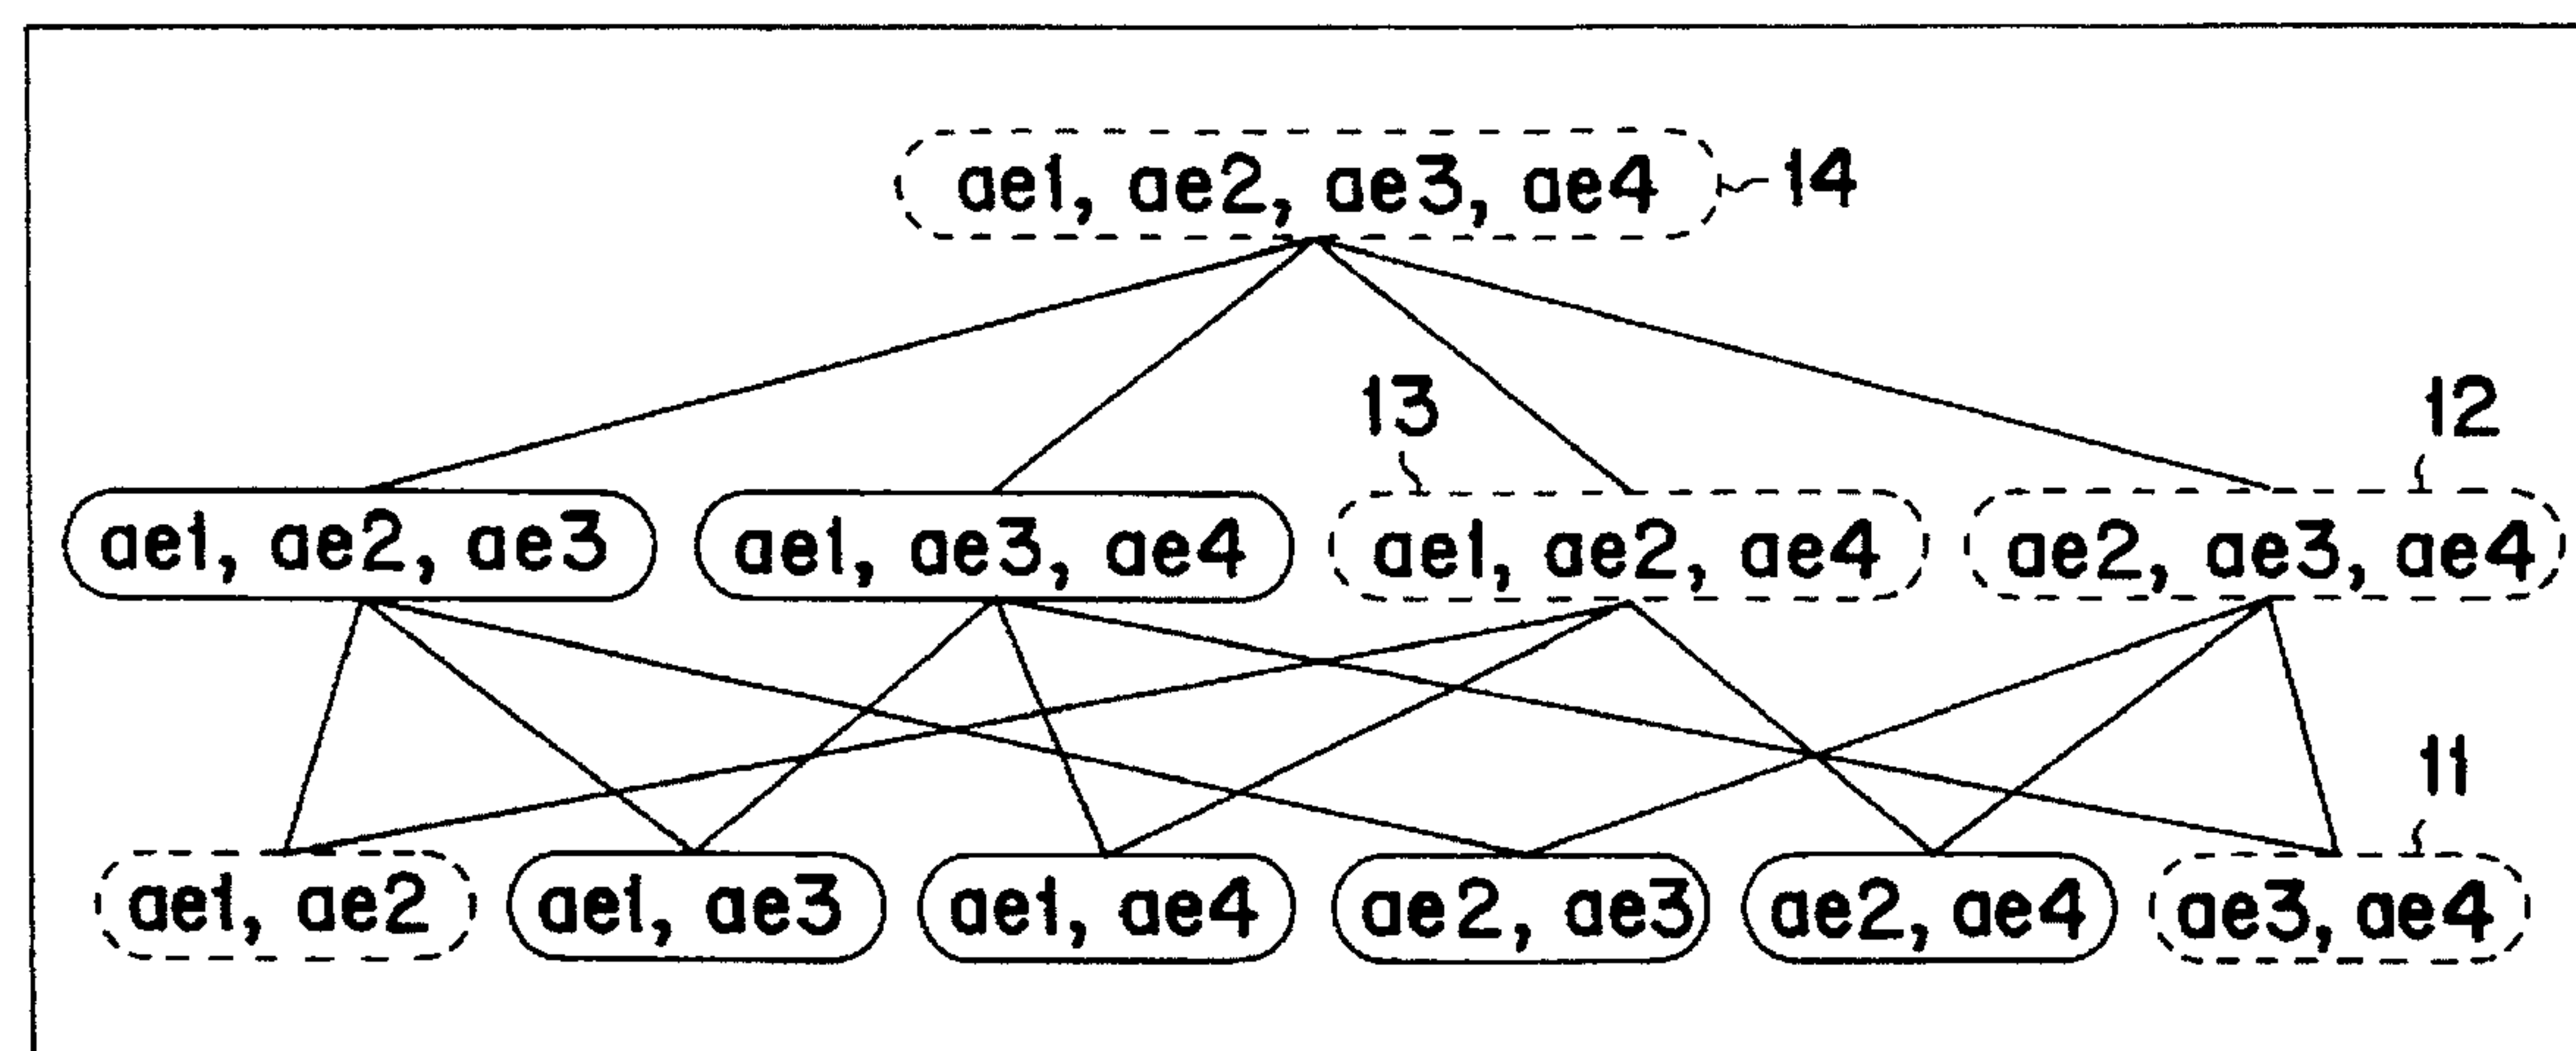 ae1, ae2, ae3, ae4 14
13 12
ae1, ae2, ae3 ae1, ae3, ae4 ae1, ae2, ae4 ae2, ae3, ae4
11
ae1, ae2 ae1, ae3 ae1, ae4 ae2, ae3 ae2, ae4 ae3, ae4